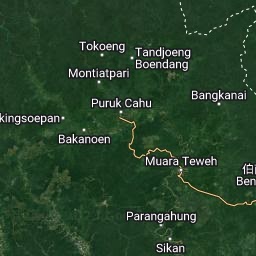 Tokoeng
Tandjoeng
Boendang
Montiatpari
Puruk Cahu
Bangkanai
kingsoepan
Bakanoen
Muara Teweh
伯
Ben
Parangahung
Sikan